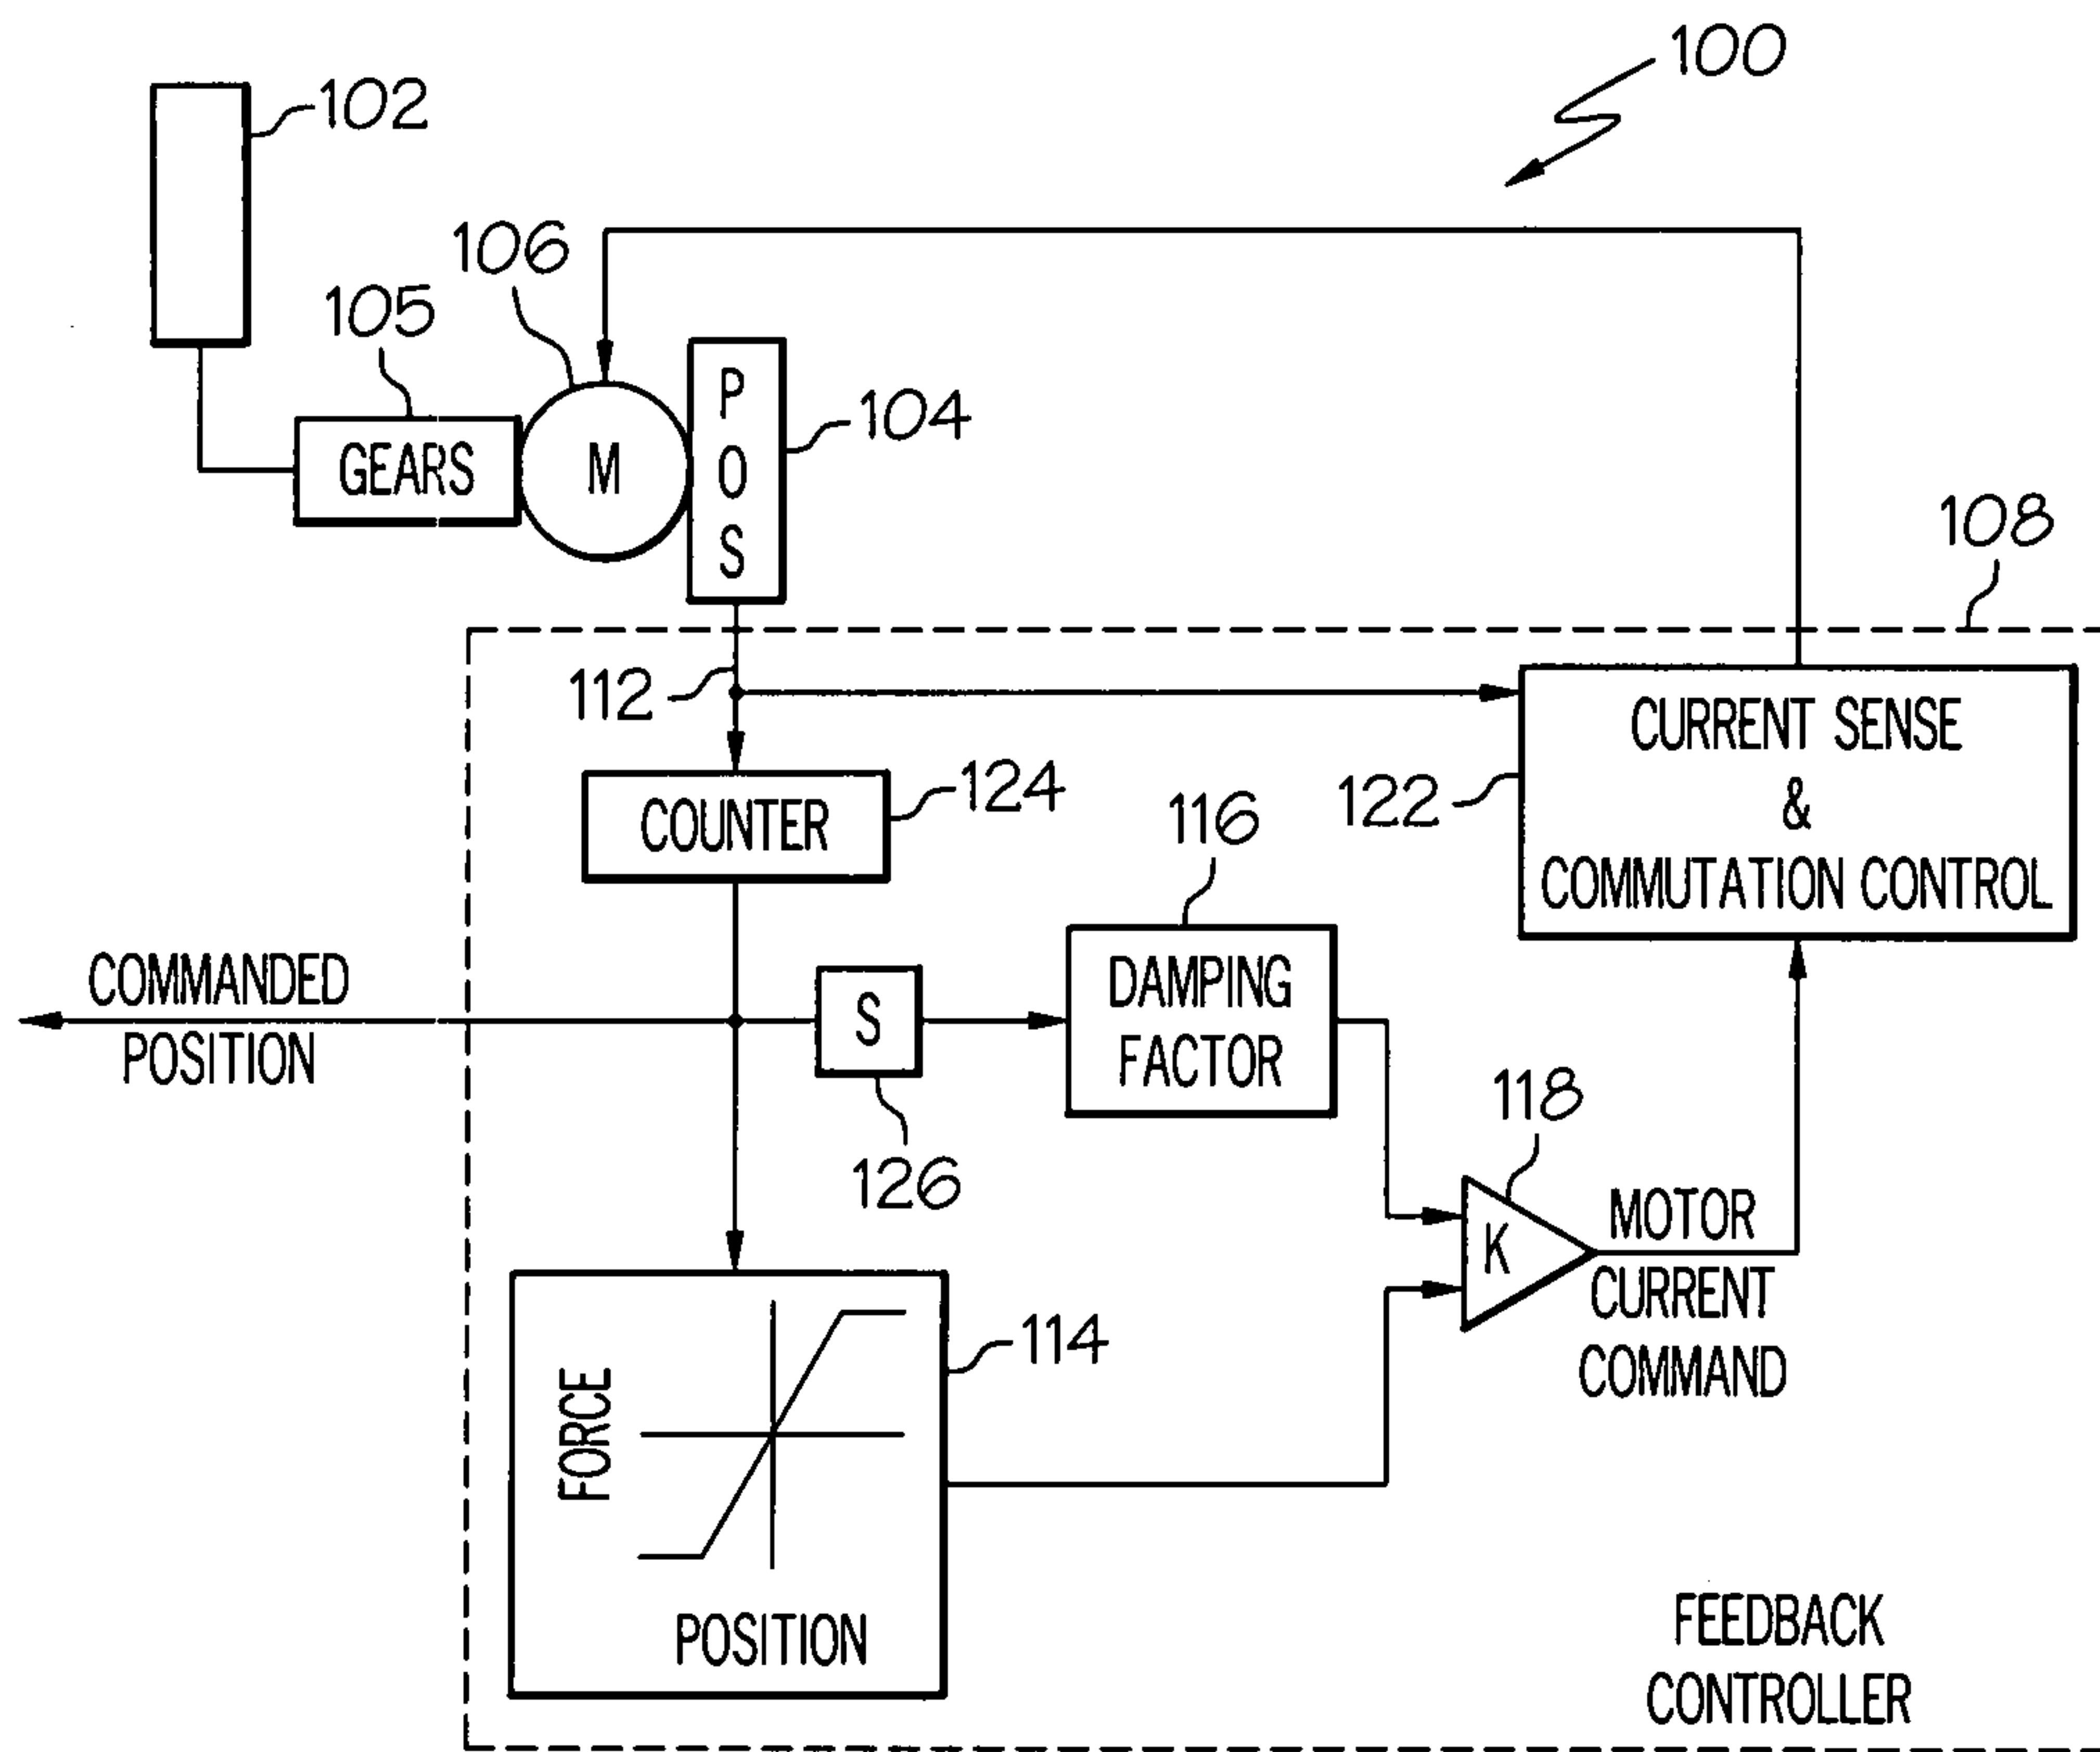 100
102
106
105
P
O
S
104
GEARS
M
108
112
CURRENT SENSE
&
COMMUTATION CONTROL
122
124
COUNTER
116
COMMANDED
POSITION
S
DAMPING
FACTOR
126
118
K
MOTOR
CURRENT
COMMAND
114
FORCE
POSITION
FEEDBACK
CONTROLLER